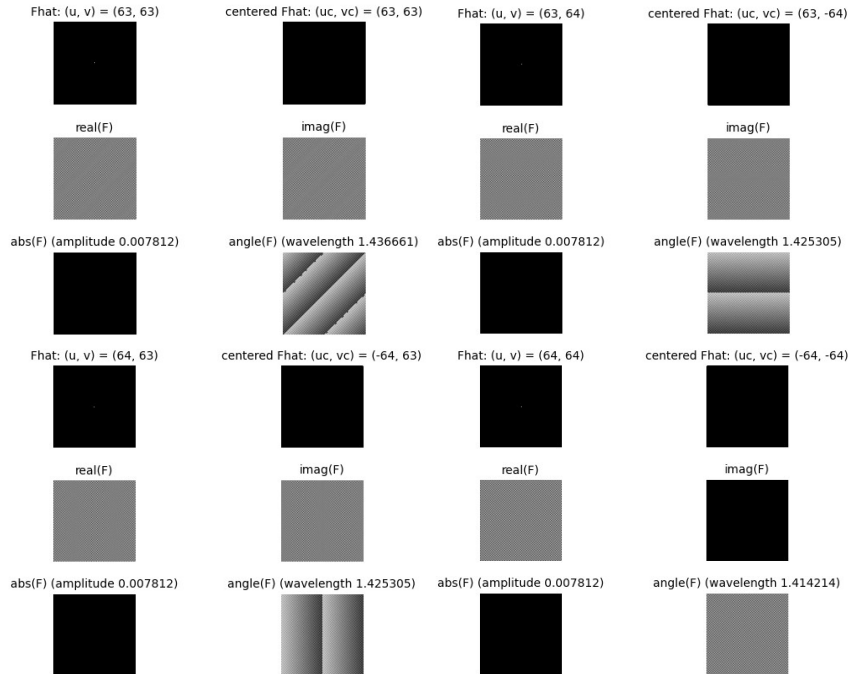 Fhat: (u, v) = (63, 63)
centered Fhat: (uc, vc) = (63, 63)
Fhat: (u, v) = (63, 64)
centered Fhat: (uc, vc) = (63, -64)
real(F)
imag(F)
real(F)
imag(F)
abs(F) (amplitude 0.007812)
angle(F) (wavelength 1.436661)
abs(F) (amplitude 0.007812)
angle(F) (wavelength 1.425305)
Fhat: (u, v) = (64, 63)
centered Fhat: (uc, vc) = (-64, 63)
Fhat: (u, v) = (64, 64)
centered Fhat: (uc, vc) = (-64, -64)
real(F)
imag(F)
real(F)
imag(F)
abs(F) (amplitude 0.007812)
angle(F) (wavelength 1.425305)
abs(F) (amplitude 0.007812)
angle(F) (wavelength 1.414214)